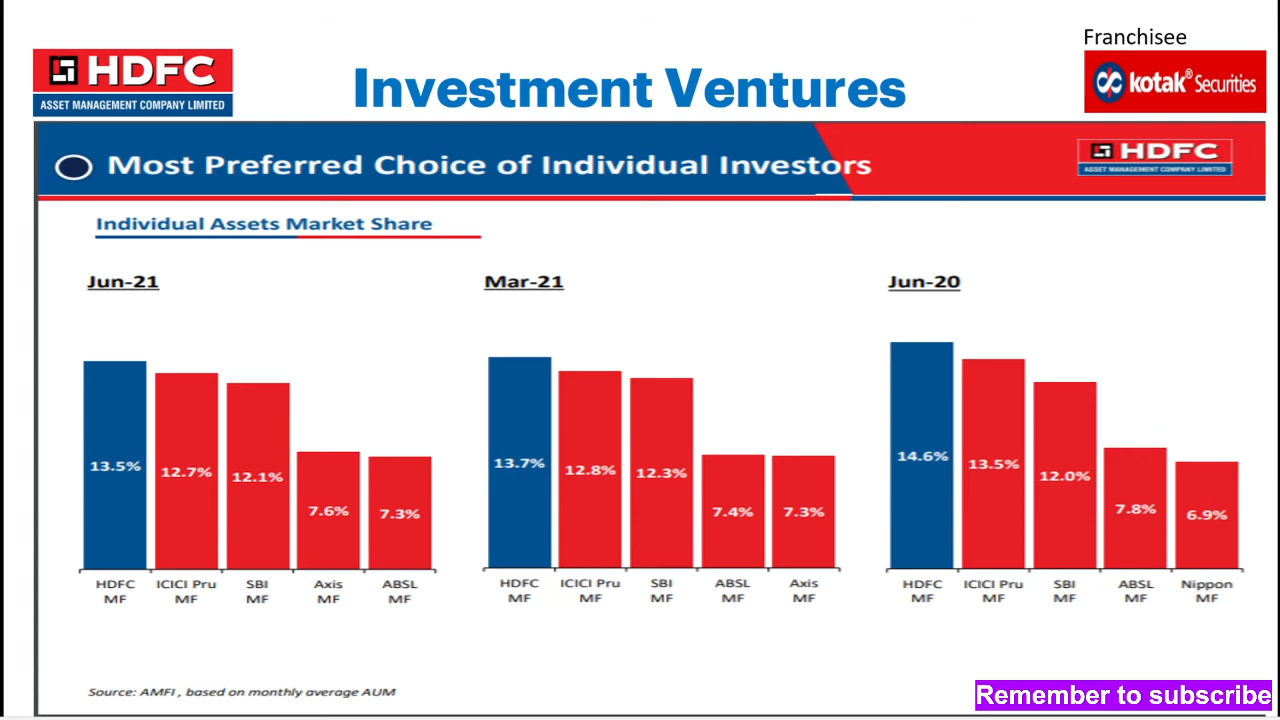 Franchisee
HDFC
ASSET MANAGEMENT COMPANY LIMITED
Investment Ventures
kotak® Securities
Most Preferred Choice of Individual Investors
HDFC
ASSET MANAGEMENT COMPANY LIMITED
Individual Assets Market Share
Jun-21
13.5% 12.7% 12.1% 7.6% 7.3%
HDFC MF ICICI Pru MF SBI MF Axis MF ABSL MF
Mar-21
13.7% 12.8% 12.3% 7.4% 7.3%
HDFC MF ICICI Pru MF SBI MF ABSL MF Axis MF
Jun-20
14.6% 13.5% 12.0% 7.8% 6.9%
HDFC MF ICICI Pru MF SBI MF ABSL MF Nippon MF
Source: AMFI , based on monthly average AUM
Remember to subscribe